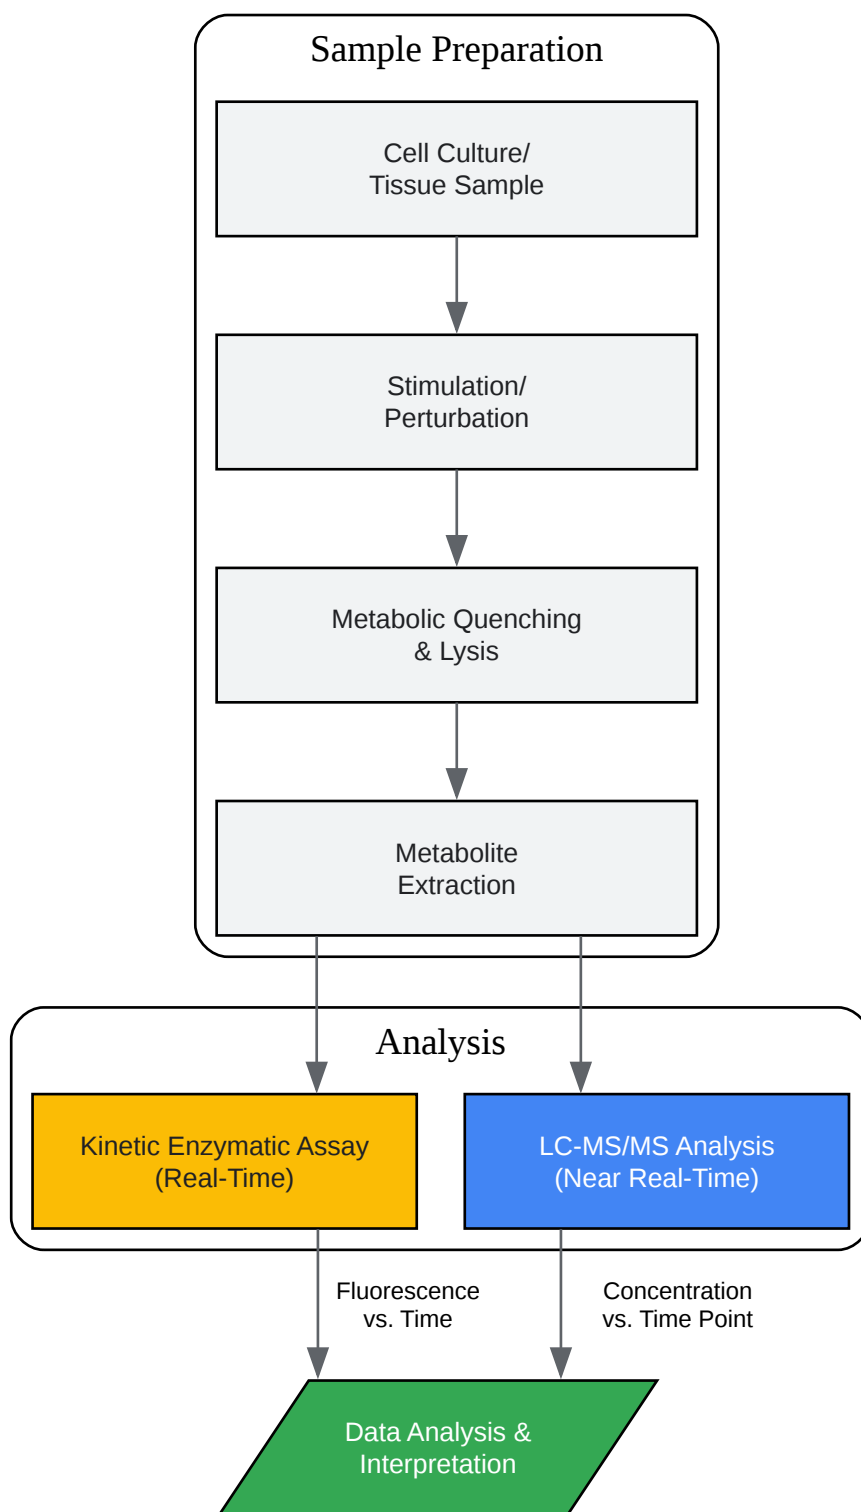 Sample Preparation
Cell Culture/
Tissue Sample
Stimulation/
Perturbation
Metabolic Quenching
& Lysis
Metabolite
Extraction
Analysis
Kinetic Enzymatic Assay
(Real-Time)
LC-MS/MS Analysis
(Near Real-Time)
Fluorescence
vs. Time
Concentration
vs. Time Point
Data Analysis &
Interpretation